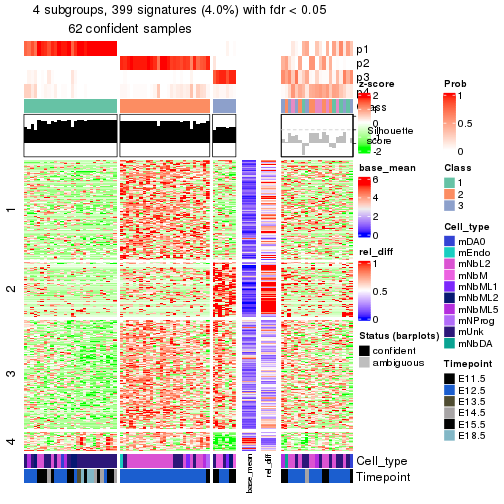 4 subgroups, 399 signatures (4.0%) with fdr < 0.05
62 confident samples
p1
p2
p3
p4
z-score
2
Class
Silhouette
score
-2
1
2
3
4
base_mean
rel_diff
Cell_type
Timepoint
base_mean
6
4
2
0
rel_diff
1
0.5
0
Status (barplots)
confident
ambiguous
Prob
1
0.5
0
Class
1
2
3
Cell_type
mDA0
mEndo
mNbL2
mNbM
mNbML1
mNbML2
mNbML5
mNProg
mUnk
mNbDA
Timepoint
E11.5
E12.5
E13.5
E14.5
E15.5
E18.5